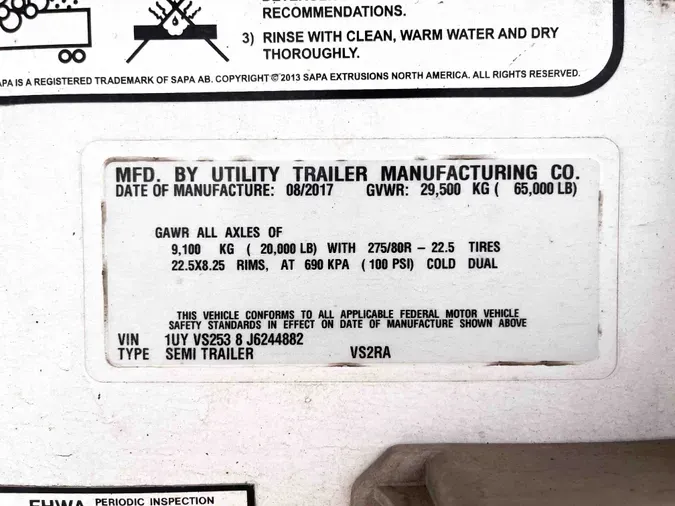 RECOMMENDATIONS.
3) RINSE WITH CLEAN, WARM WATER AND DRY
THOROUGHLY.
IS A REGISTERED TRADEMARK OF SAPA AB. COPYRIGHT © 2013 SAPA EXTRUSIONS NORTH AMERICA. ALL RIGHTS RESERVED.
MFD. BY UTILITY TRAILER MANUFACTURING CO.
DATE OF MANUFACTURE: 08/2017 GVWR: 29,500 KG ( 65,000 LB)
GAWR ALL AXLES OF
9,100 KG ( 20,000 LB) WITH 275/80R – 22.5 TIRES
22.5X8.25 RIMS, AT 690 KPA ( 100 PSI) COLD DUAL
THIS VEHICLE CONFORMS TO ALL APPLICABLE FEDERAL MOTOR VEHICLE
SAFETY STANDARDS IN EFFECT ON DATE OF MANUFACTURE SHOWN ABOVE
VIN 1UY VS253 8 J6244882
TYPE SEMI TRAILER VS2RA
FHWA PERIODIC INSPECTION